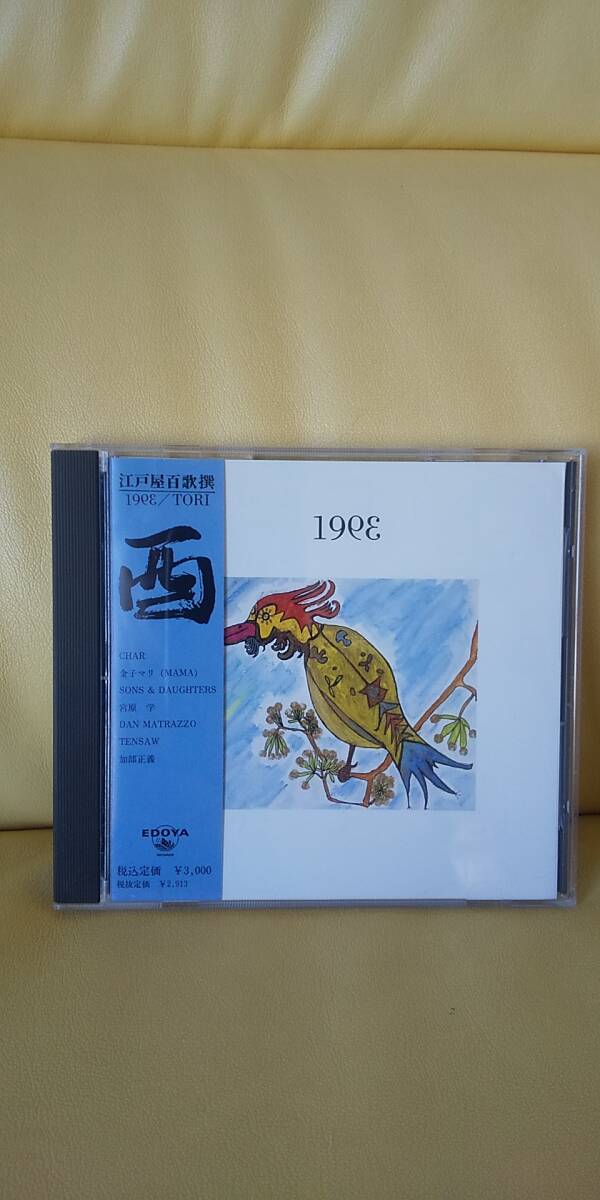 江戸屋百歌撰
199Ɛ／TORI
酉
CHAR
金子マリ (MAMA)
SONS & DAUGHTERS
宮原 学
DAN MATRAZZO
TENSAW
加部正義
EDOYA
RECORDS
税込定価 ￥3,000
税抜定価 ￥2,913
199Ɛ